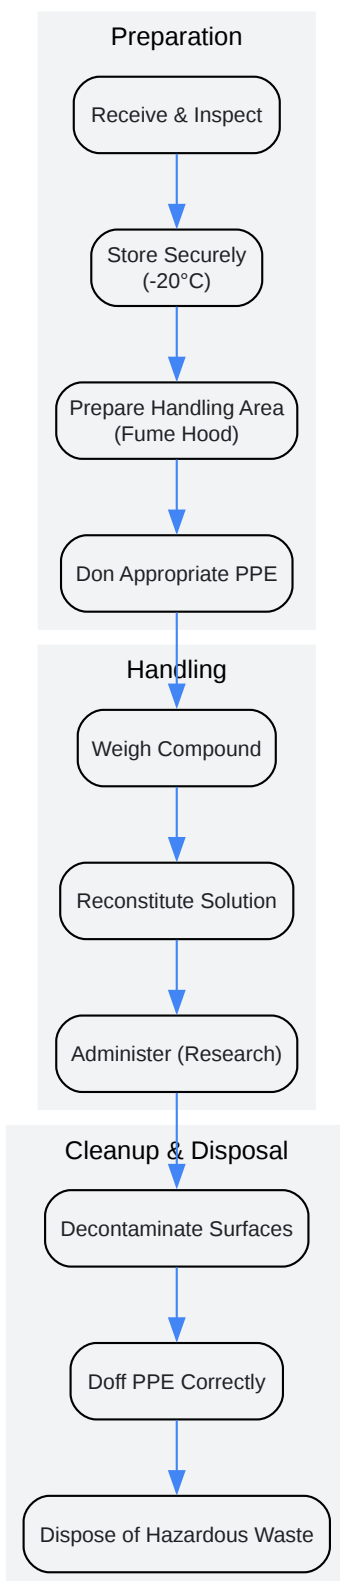 Preparation
Receive & Inspect
Store Securely
(-20°C)
Prepare Handling Area
(Fume Hood)
Don Appropriate PPE
Handling
Weigh Compound
Reconstitute Solution
Administer (Research)
Cleanup & Disposal
Decontaminate Surfaces
Doff PPE Correctly
Dispose of Hazardous Waste